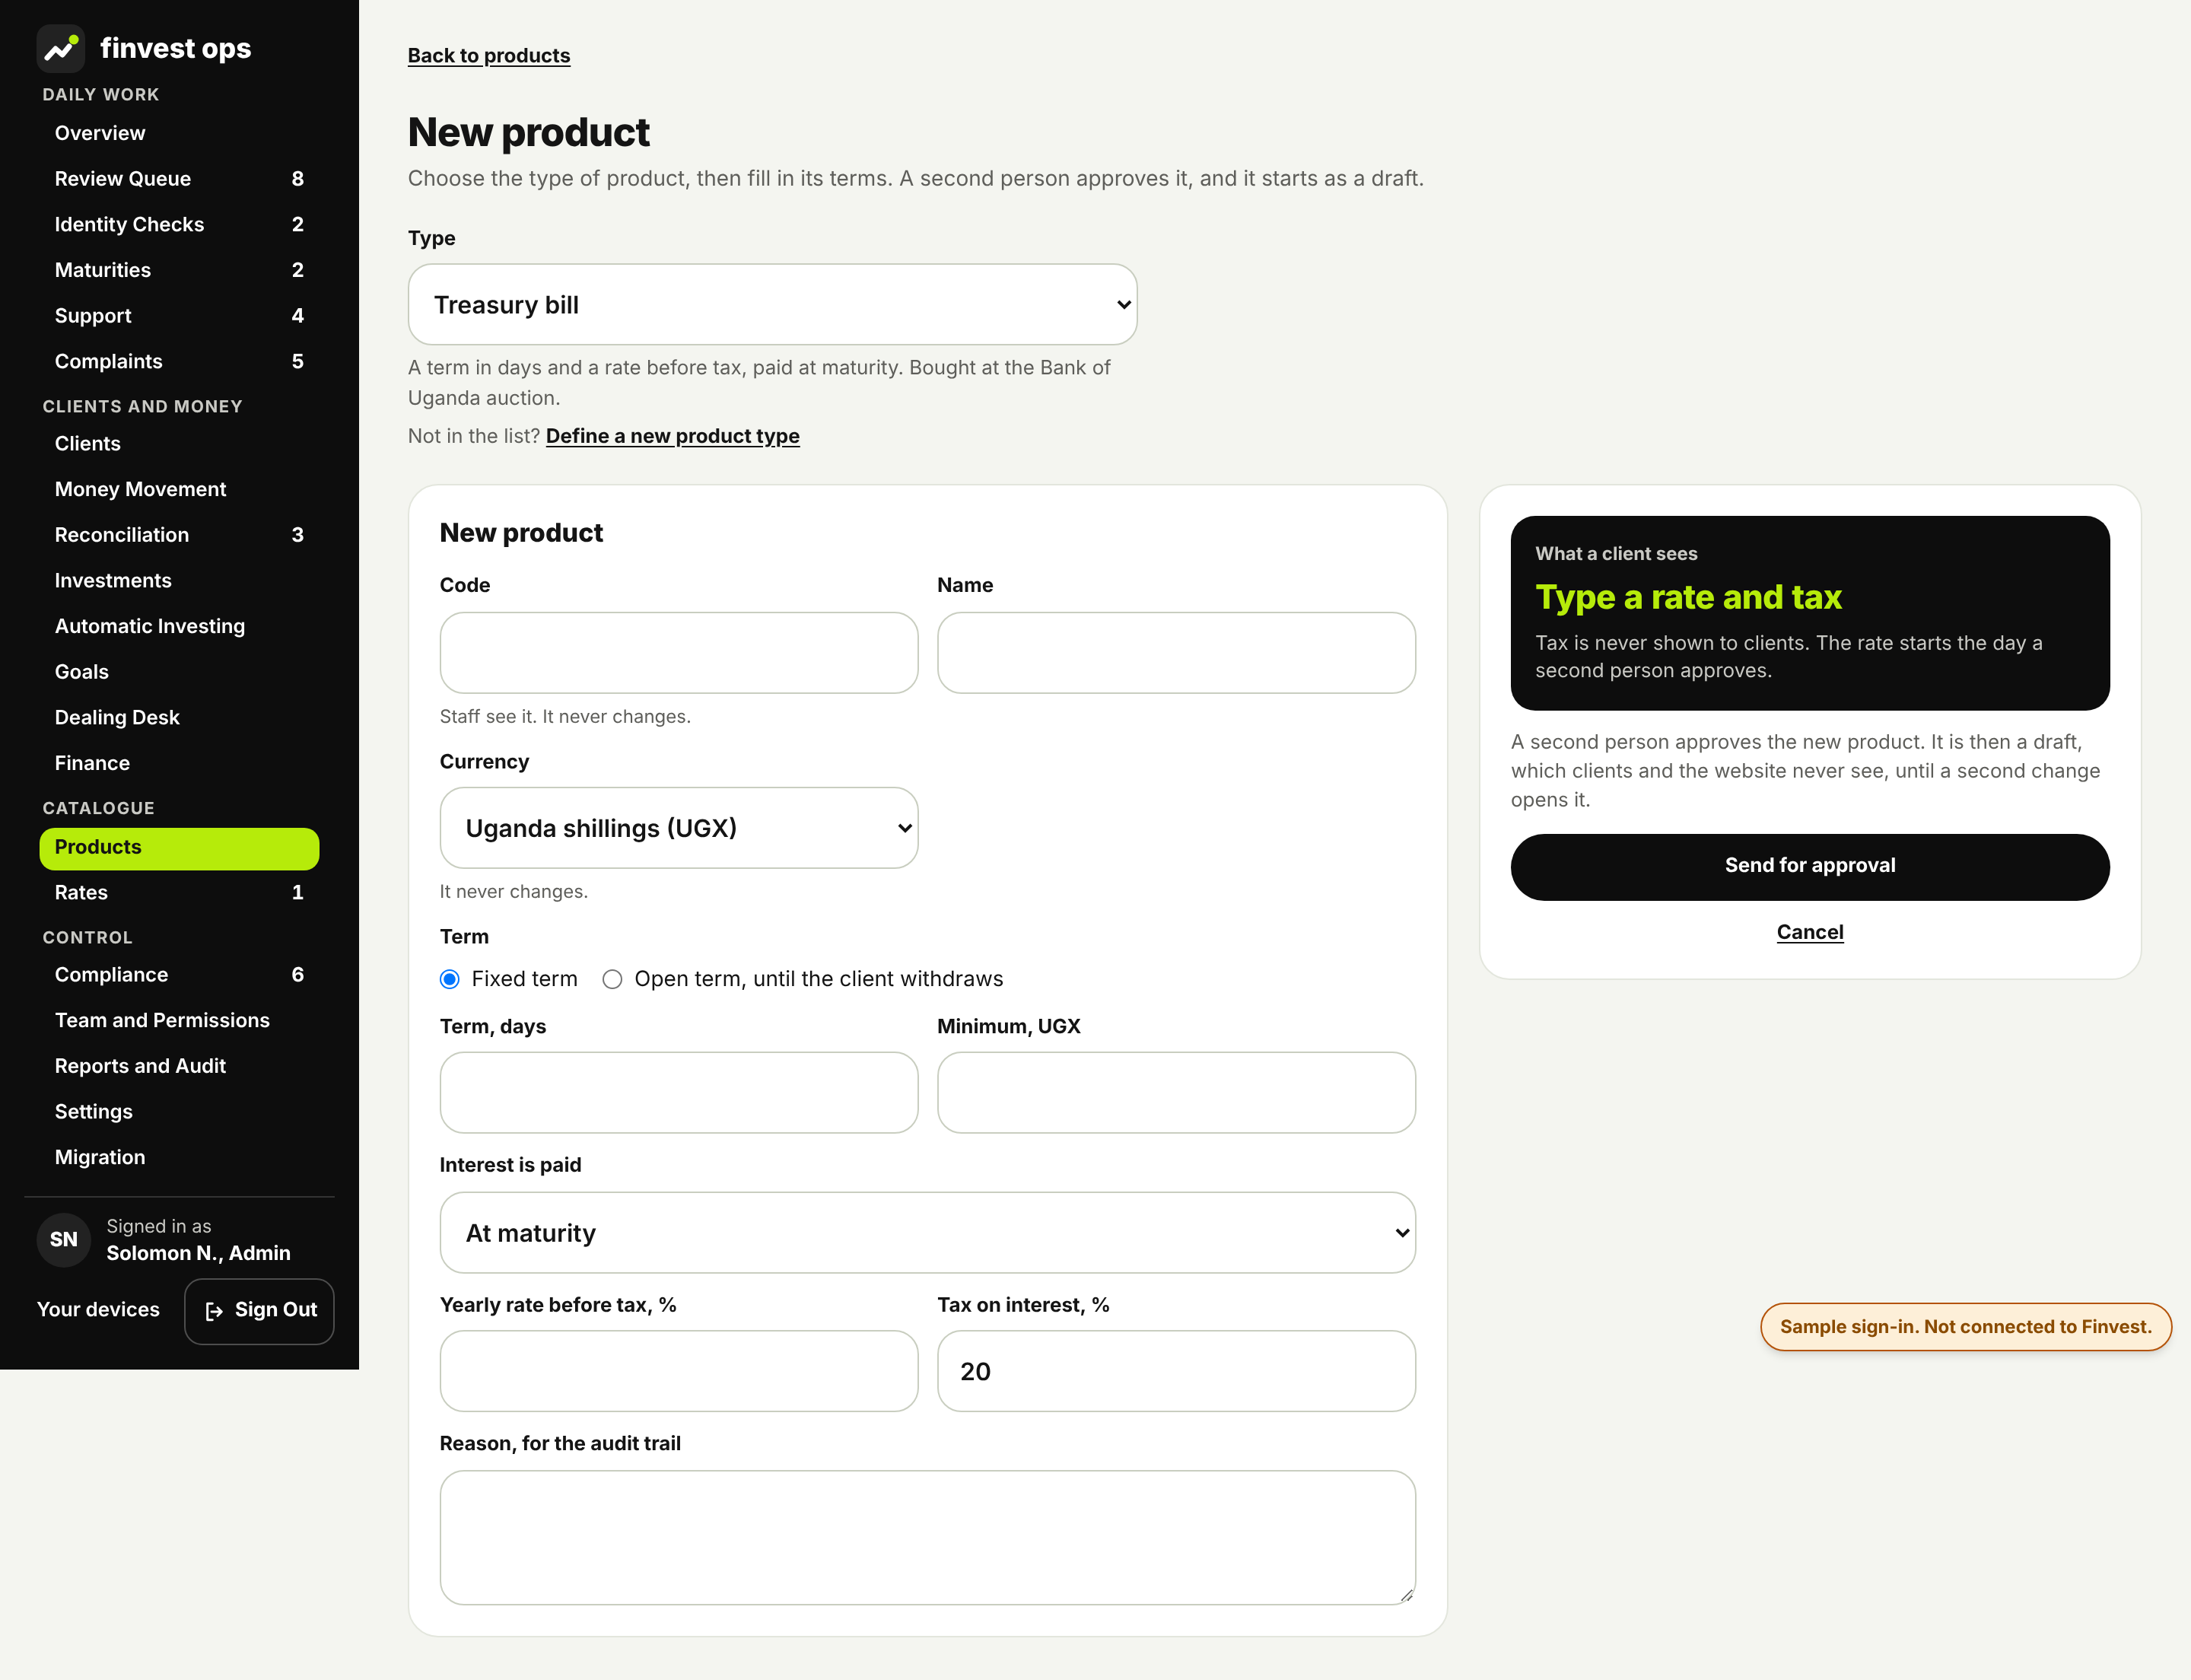 finvest ops
DAILY WORK
Overview
Review Queue 8
Identity Checks 2
Maturities 2
Support 4
Complaints 5
CLIENTS AND MONEY
Clients
Money Movement
Reconciliation 3
Investments
Automatic Investing
Goals
Dealing Desk
Finance
CATALOGUE
Products
Rates 1
CONTROL
Compliance 6
Team and Permissions
Reports and Audit
Settings
Migration
SN
Signed in as
Solomon N., Admin
Your devices
Sign Out
Back to products
New product
Choose the type of product, then fill in its terms. A second person approves it, and it starts as a draft.
Type
Treasury bill
A term in days and a rate before tax, paid at maturity. Bought at the Bank of
Uganda auction.
Not in the list? Define a new product type
New product
Code Name
Staff see it. It never changes.
Currency
Uganda shillings (UGX)
It never changes.
Term
Fixed term Open term, until the client withdraws
Term, days Minimum, UGX
Interest is paid
At maturity
Yearly rate before tax, % Tax on interest, %
20
Reason, for the audit trail
What a client sees
Type a rate and tax
Tax is never shown to clients. The rate starts the day a
second person approves.
A second person approves the new product. It is then a draft,
which clients and the website never see, until a second change
opens it.
Send for approval
Cancel
Sample sign-in. Not connected to Finvest.